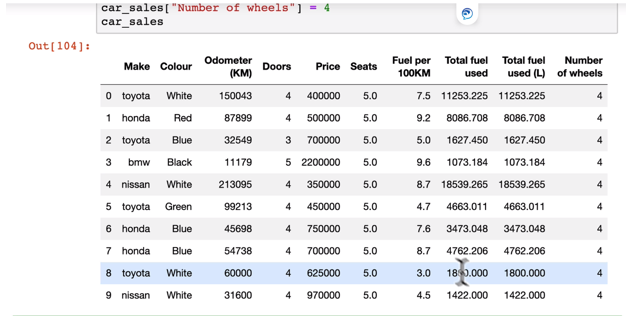 car_sales["Number of wheels"] = 4
car_sales
Out[104]:
Make Colour Odometer (KM) Doors Price Seats Fuel per 100KM Total fuel used Total fuel used (L) Number of wheels
0 toyota White 150043 4 400000 5.0 7.5 11253.225 11253.225 4
1 honda Red 87899 4 500000 5.0 9.2 8086.708 8086.708 4
2 toyota Blue 32549 3 700000 5.0 5.0 1627.450 1627.450 4
3 bmw Black 11179 5 2200000 5.0 9.6 1073.184 1073.184 4
4 nissan White 213095 4 350000 5.0 8.7 18539.265 18539.265 4
5 toyota Green 99213 4 450000 5.0 4.7 4663.011 4663.011 4
6 honda Blue 45698 4 750000 5.0 7.6 3473.048 3473.048 4
7 honda Blue 54738 4 700000 5.0 8.7 4762.206 4762.206 4
8 toyota White 60000 4 625000 5.0 3.0 1800.000 1800.000 4
9 nissan White 31600 4 970000 5.0 4.5 1422.000 1422.000 4